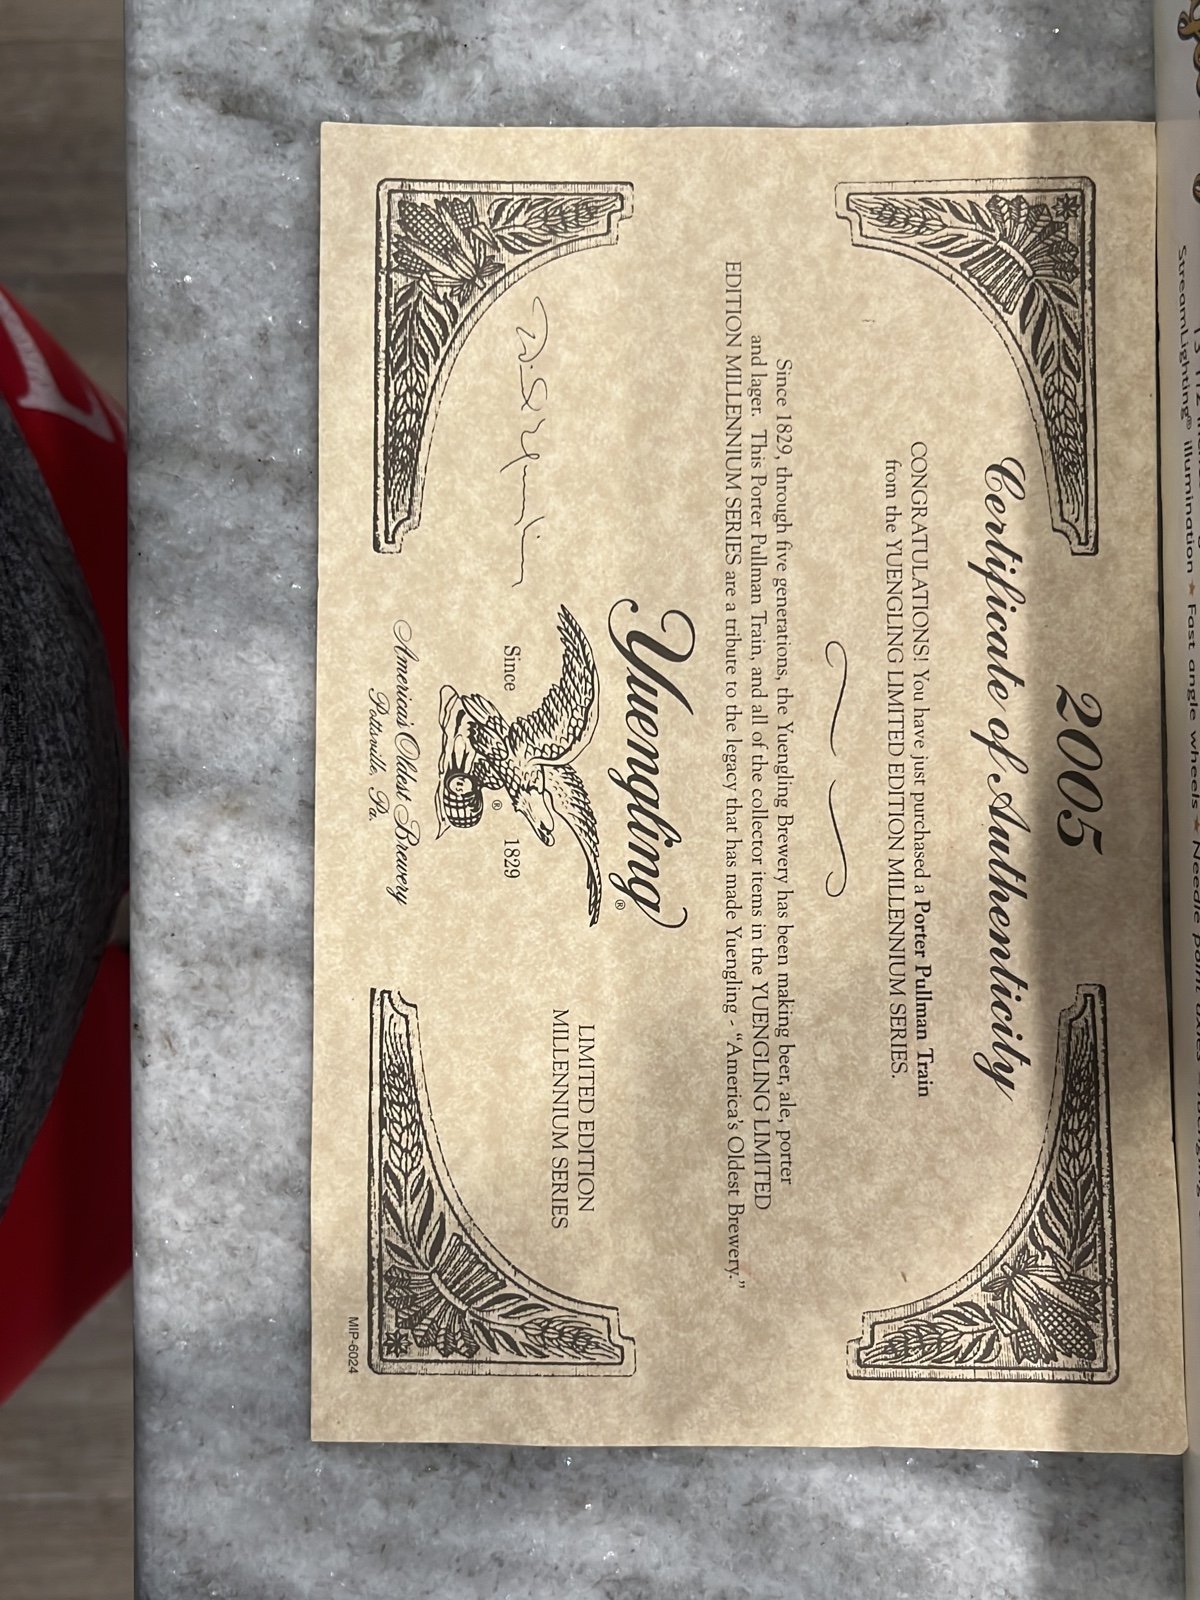 2005
Certificate of Authenticity
CONGRATULATIONS! You have just purchased a Porter Pullman Train
from the YUENGLING LIMITED EDITION MILLENNIUM SERIES.
Since 1829, through five generations, the Yuengling Brewery has been making beer, ale, porter
and lager. This Porter Pullman Train, and all of the collector items in the YUENGLING LIMITED
EDITION MILLENNIUM SERIES are a tribute to the legacy that has made Yuengling - "America's Oldest Brewery."
Yuengling®
Since 1829
®
America's Oldest Brewery
Pottsville, Pa.
LIMITED EDITION
MILLENNIUM SERIES
MIP-6024
StreamLighting® illumination ★ Fast angle wheels ★ Needle point